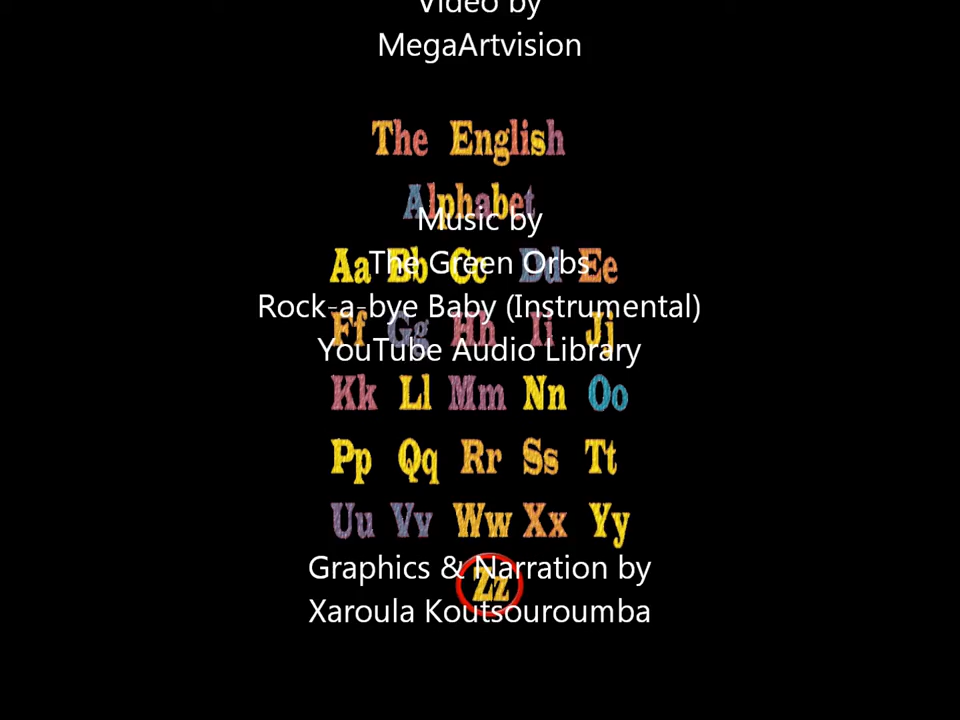 Video by
MegaArtvision
The English
Alphabet
Music by
Aa Bb Cc Dd Ee
The Green Orbs
Rock-a-bye Baby (Instrumental)
Ff Gg Hh Ii Jj
YouTube Audio Library
Kk Ll Mm Nn Oo
Pp Qq Rr Ss Tt
Uu Vv Ww Xx Yy
Graphics & Narration by
Zz
Xaroula Koutsouroumba